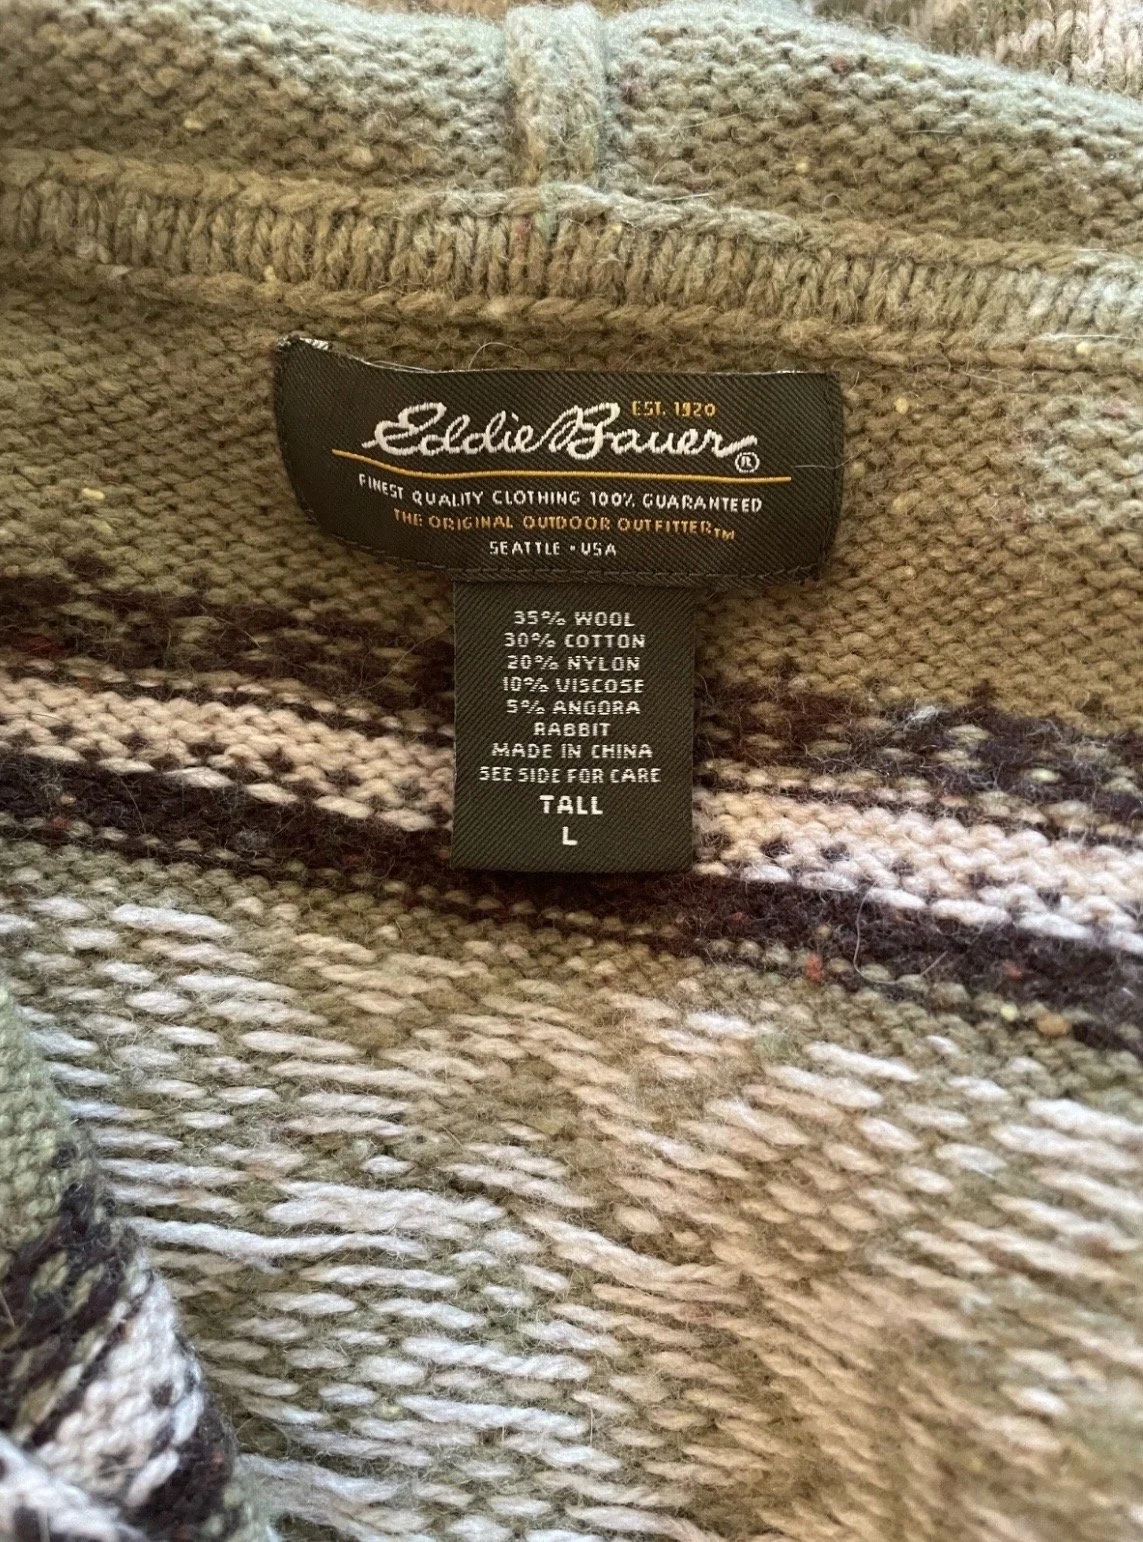 EST. 1920
Eddie Bauer®
FINEST QUALITY CLOTHING 100% GUARANTEED
THE ORIGINAL OUTDOOR OUTFITTER™
SEATTLE • USA
35% WOOL
30% COTTON
20% NYLON
10% VISCOSE
5% ANGORA
RABBIT
MADE IN CHINA
SEE SIDE FOR CARE
TALL
L